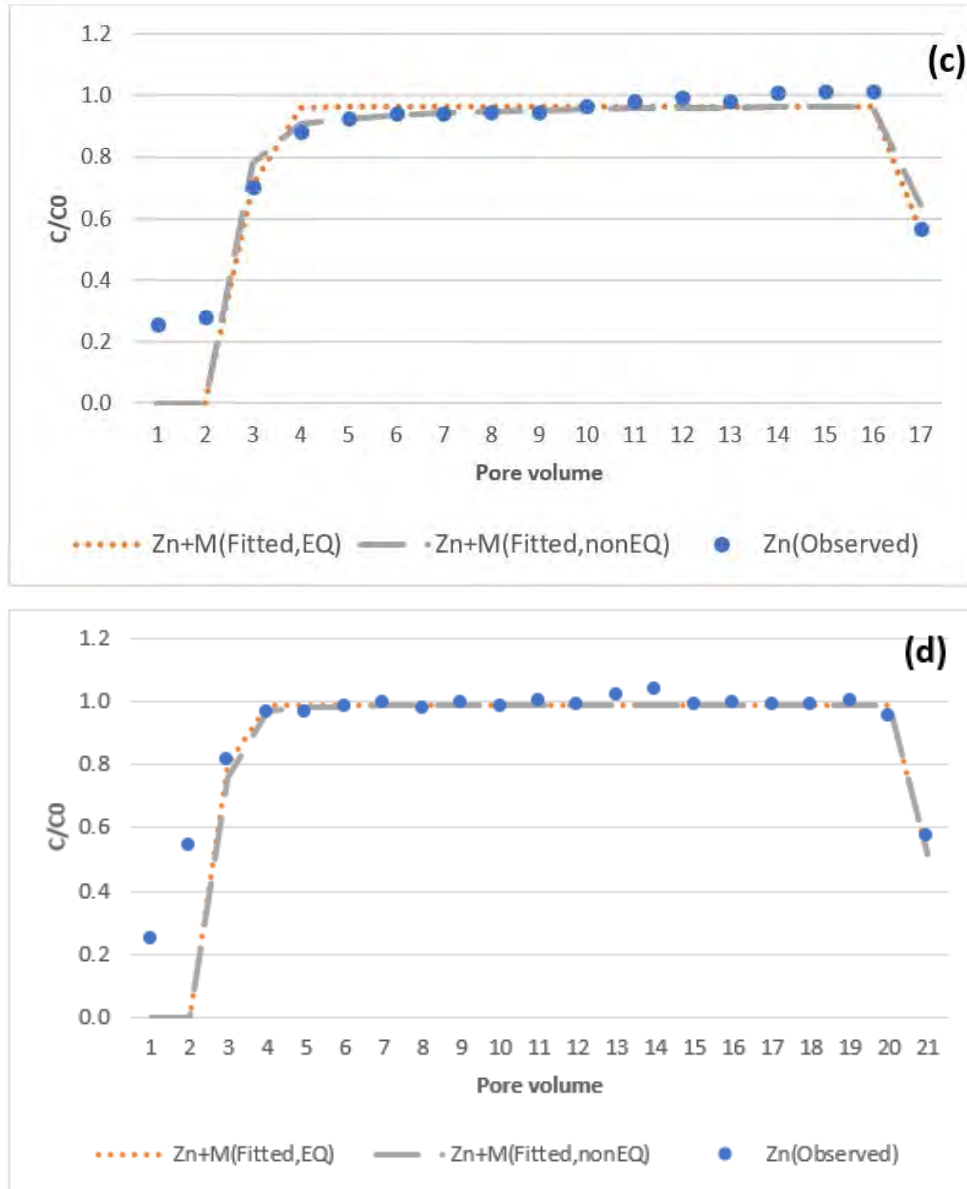 (c)
1.2
1.0
0.8
0.6
0.4
0.2
0.0
C/C0
1 2 3 4 5 6 7 8 9 10 11 12 13 14 15 16 17
Pore volume
Zn+M(Fitted,EQ) Zn+M(Fitted,nonEQ) Zn(Observed)
(d)
1.2
1.0
0.8
0.6
0.4
0.2
0.0
C/C0
1 2 3 4 5 6 7 8 9 10 11 12 13 14 15 16 17 18 19 20 21
Pore volume
Zn+M(Fitted,EQ) Zn+M(Fitted,nonEQ) Zn(Observed)